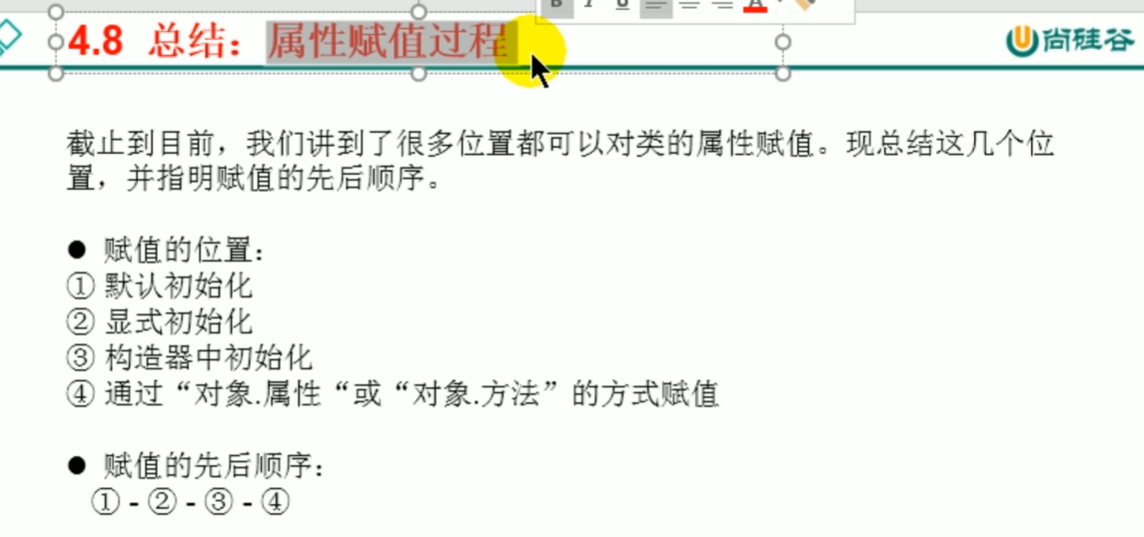 B I U A
4.8 总结：属性赋值过程
尚硅谷
截止到目前，我们讲到了很多位置都可以对类的属性赋值。现总结这几个位
置，并指明赋值的先后顺序。
● 赋值的位置：
① 默认初始化
② 显式初始化
③ 构造器中初始化
④ 通过“对象.属性“或“对象.方法”的方式赋值
● 赋值的先后顺序：
① - ② - ③ - ④